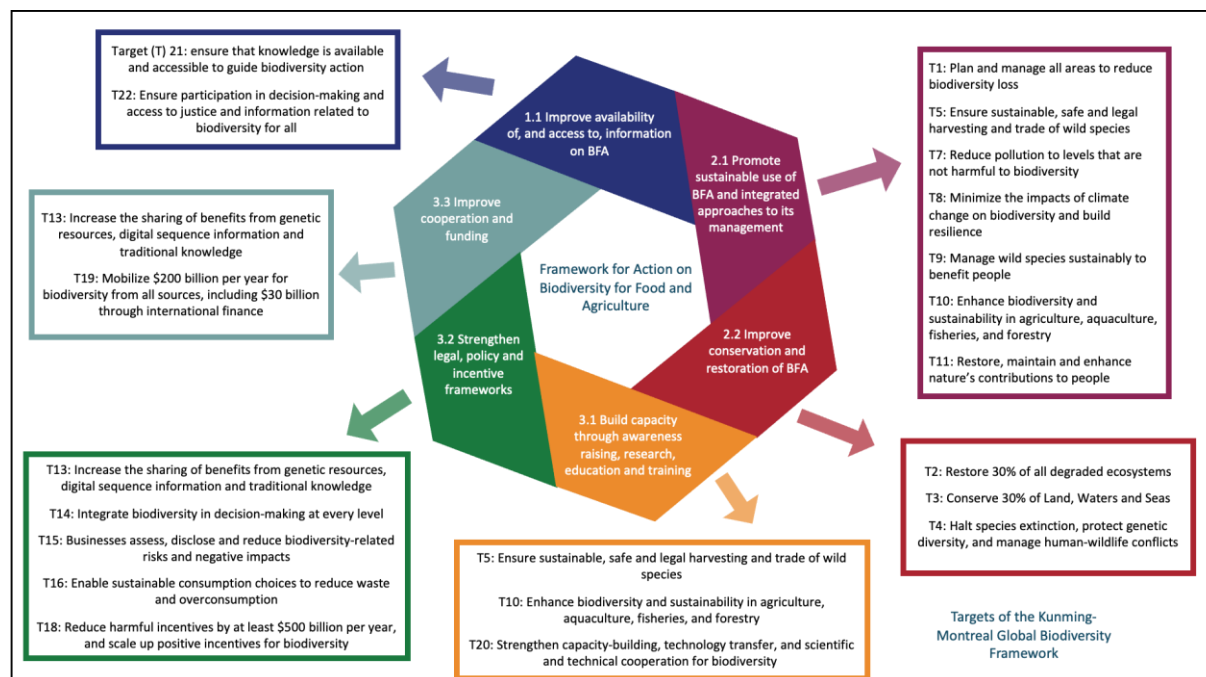 Target (T) 21: ensure that knowledge is available
and accessible to guide biodiversity action
T22: Ensure participation in decision-making and
access to justice and information related to
biodiversity for all
1.1 Improve availability
of, and access to, information
on BFA
2.1 Promote
sustainable use of
BFA and integrated
approaches to its
management
T1: Plan and manage all areas to reduce
biodiversity loss
T5: Ensure sustainable, safe and legal
harvesting and trade of wild species
T7: Reduce pollution to levels that are
not harmful to biodiversity
T8: Minimize the impacts of climate
change on biodiversity and build
resilience
T9: Manage wild species sustainably to
benefit people
T10: Enhance biodiversity and
sustainability in agriculture, aquaculture,
fisheries, and forestry
T11: Restore, maintain and enhance
nature's contributions to people
3.3 Improve
cooperation and
funding
T13: Increase the sharing of benefits from genetic
resources, digital sequence information and
traditional knowledge
T19: Mobilize $200 billion per year for
biodiversity from all sources, including $30 billion
through international finance
Framework for Action on
Biodiversity for Food and
Agriculture
3.2 Strengthen
legal, policy and
incentive
frameworks
2.2 Improve
conservation and
restoration of BFA
3.1 Build capacity
through awareness
raising, research,
education and training
T13: Increase the sharing of benefits from genetic resources,
digital sequence information and traditional knowledge
T14: Integrate biodiversity in decision-making at every level
T15: Businesses assess, disclose and reduce biodiversity-related
risks and negative impacts
T16: Enable sustainable consumption choices to reduce waste
and overconsumption
T18: Reduce harmful incentives by at least $500 billion per year,
and scale up positive incentives for biodiversity
T5: Ensure sustainable, safe and legal harvesting and trade of wild
species
T10: Enhance biodiversity and sustainability in agriculture,
aquaculture, fisheries, and forestry
T20: Strengthen capacity-building, technology transfer, and scientific
and technical cooperation for biodiversity
T2: Restore 30% of all degraded ecosystems
T3: Conserve 30% of Land, Waters and Seas
T4: Halt species extinction, protect genetic
diversity, and manage human-wildlife conflicts
Targets of the Kunming-
Montreal Global Biodiversity
Framework